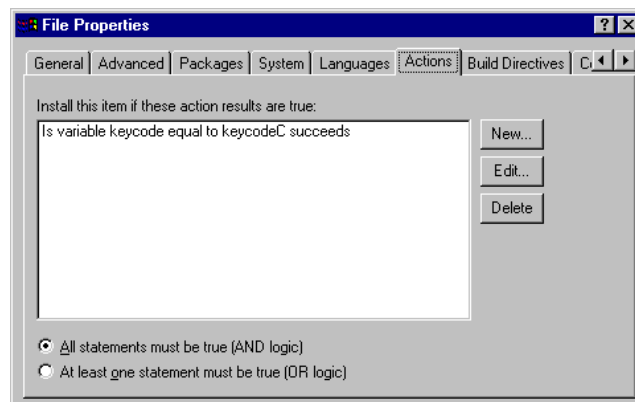 File Properties
General Advanced Packages System Languages Actions Build Directives
Install this item if these action results are true:
Is variable keycode equal to keycodeC succeeds
New...
Edit...
Delete
All statements must be true (AND logic)
At least one statement must be true (OR logic)